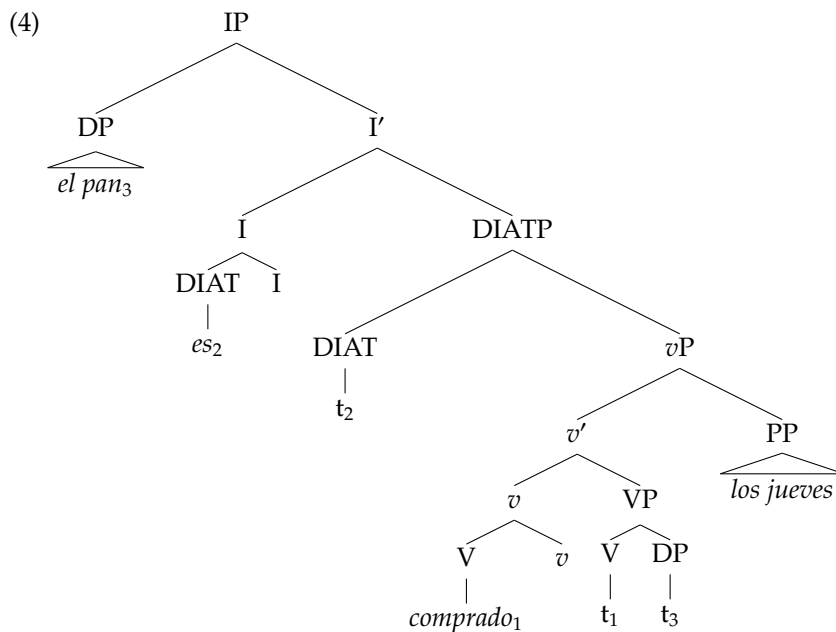 (4) IP
DP I′
el pan₃
I DIATP
DIAT I
es₂ DIAT vP
t₂
v′ PP
v VP los jueves
V v V DP
comprado₁ t₁ t₃